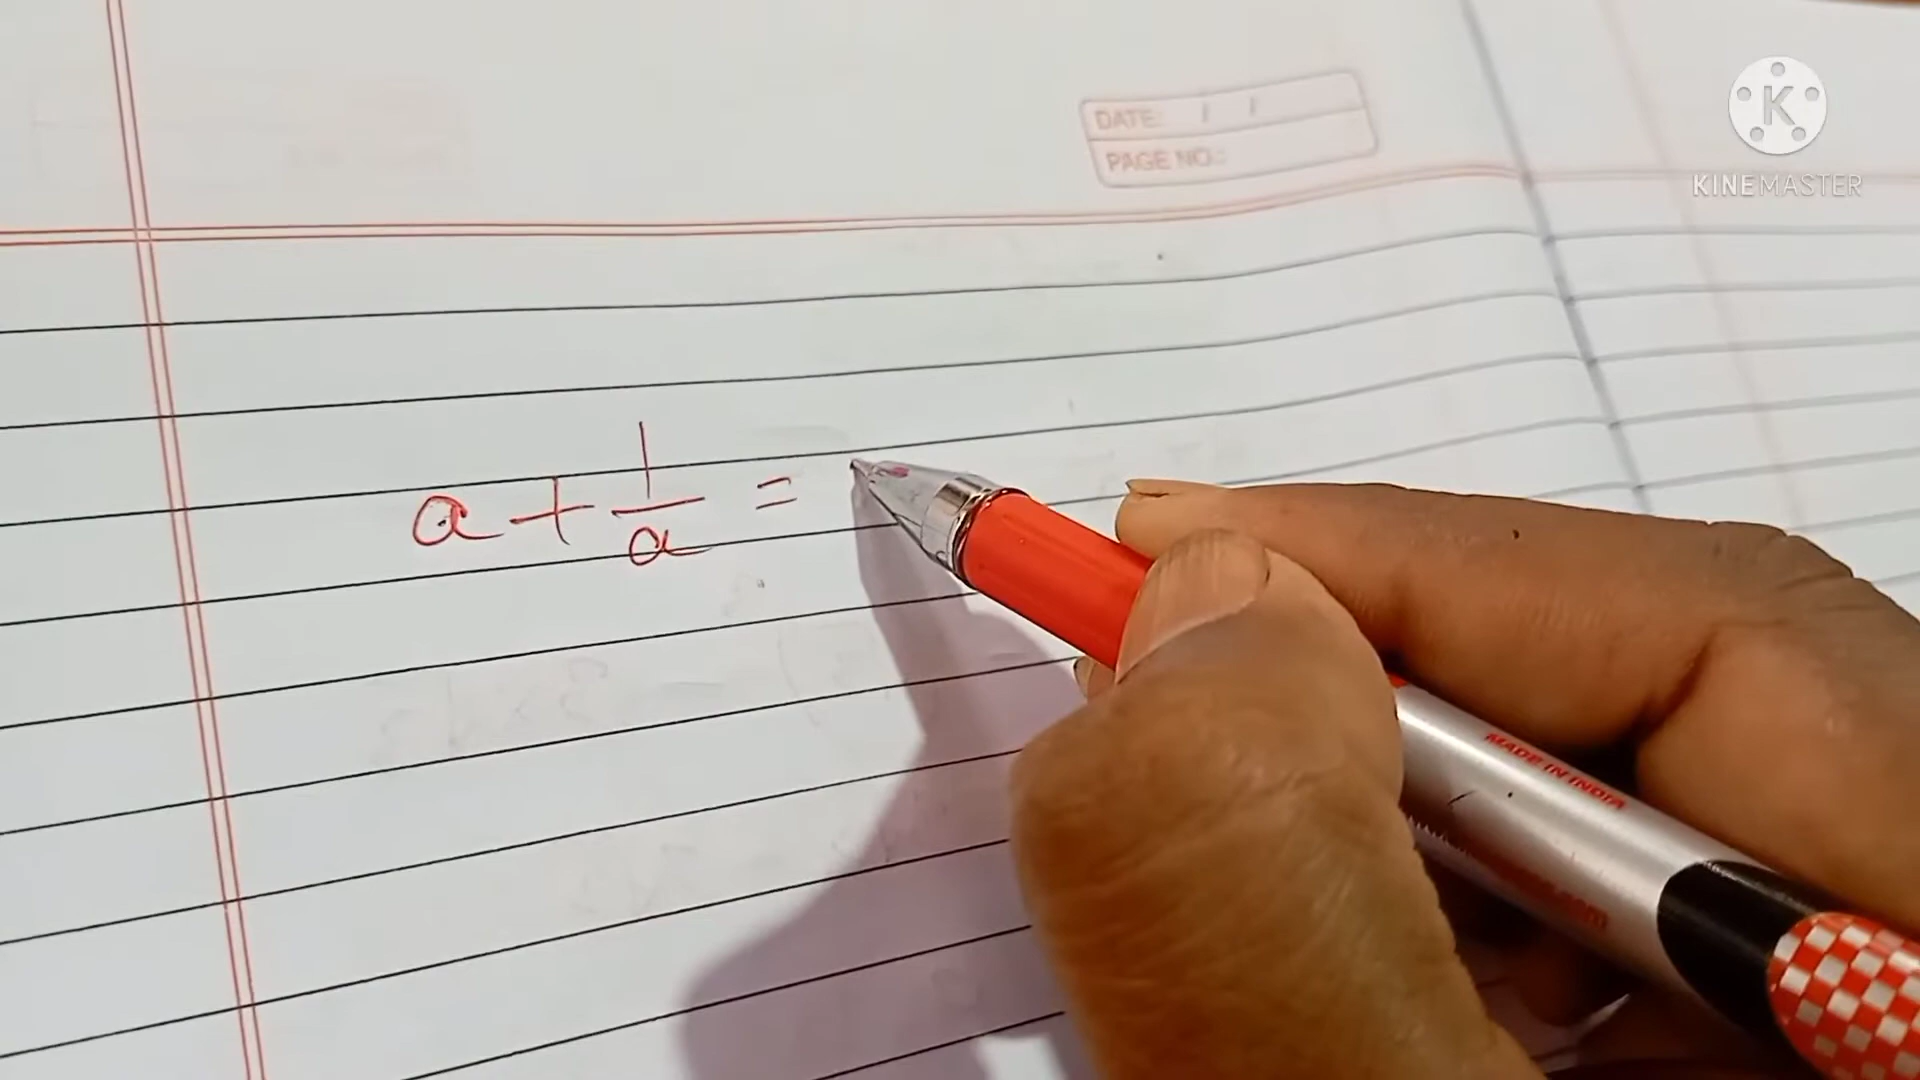 DATE: / /
PAGE NO.:
K
KINEMASTER
a + 1/a =
MADE IN INDIA